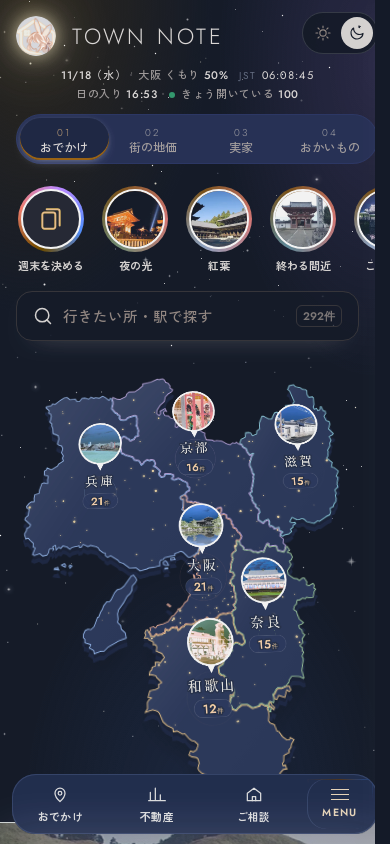 TOWN NOTE
11/18（水） · 大阪 くもり 50% JST 06:08:45
日の入り 16:53 · きょう開いている 100
01 02 03 04
おでかけ 街の地価 実家 おかいもの
週末を決める 夜の光 紅葉 終わる間近
行きたい所・駅で探す 292件
京都
16件
滋賀
15件
兵庫
21件
大阪
21件
奈良
15件
和歌山
12件
おでかけ 不動産 ご相談 MENU